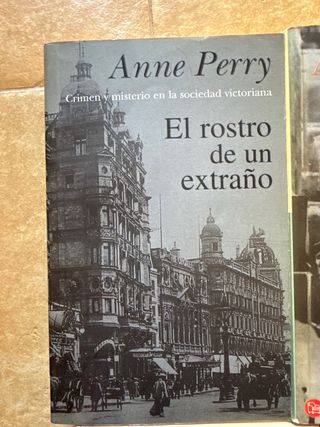 Anne Perry
Crimen y misterio en la sociedad victoriana
El rostro
de un
extraño